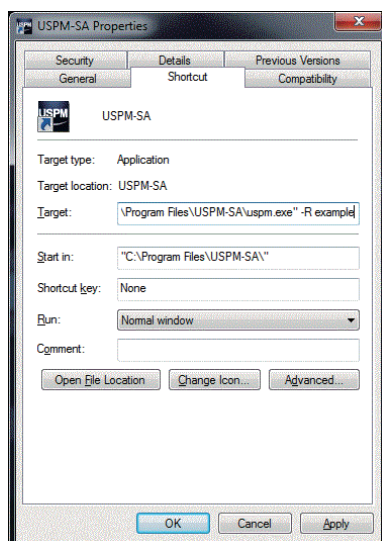 USPM-SA Properties
Security Details Previous Versions
General Shortcut Compatibility
USPM USPM-SA
Target type: Application
Target location: USPM-SA
Target: \Program Files\USPM-SA\uspm.exe" -R example
Start in: "C:\Program Files\USPM-SA\"
Shortcut key: None
Run: Normal window
Comment:
Open File Location Change Icon... Advanced...
OK Cancel Apply